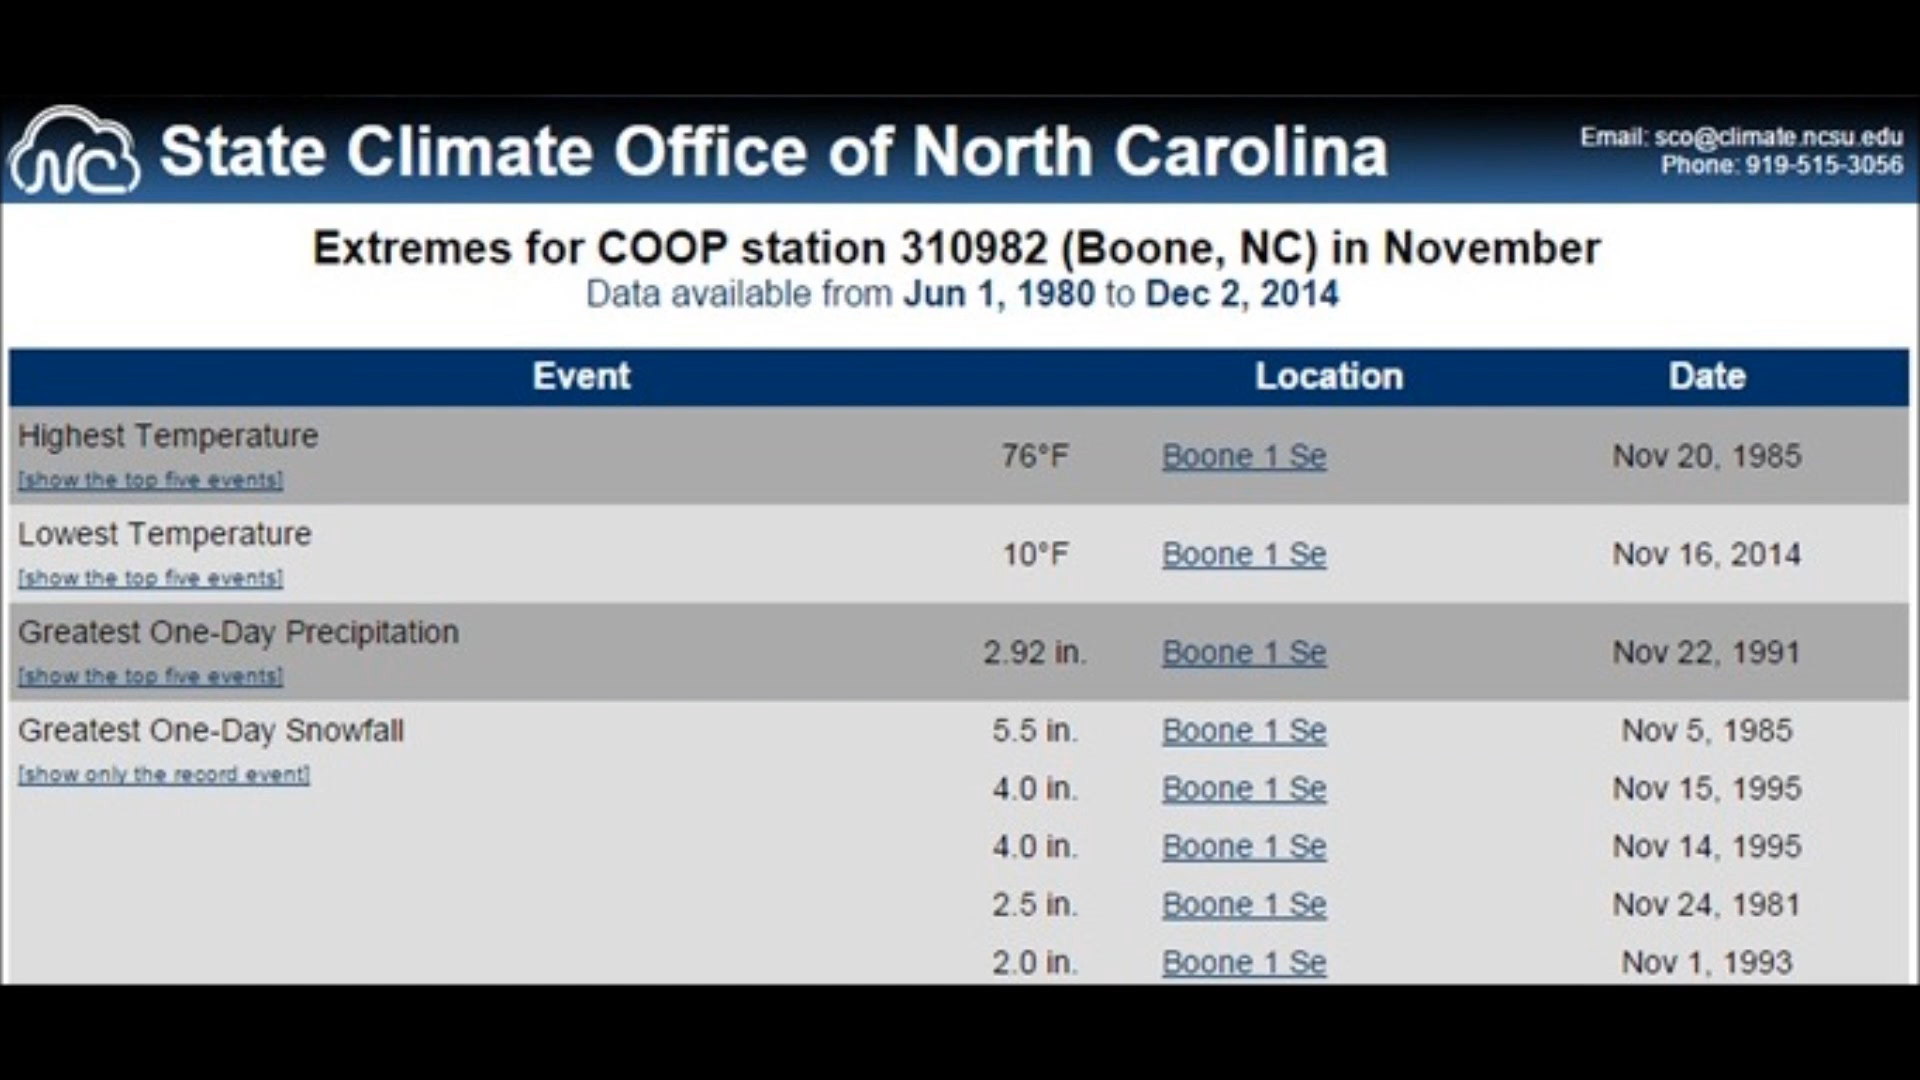 NC
State Climate Office of North Carolina
Email: sco@climate.ncsu.edu
Phone: 919-515-3056
Extremes for COOP station 310982 (Boone, NC) in November
Data available from Jun 1, 1980 to Dec 2, 2014
Event Location Date
Highest Temperature
[show the top five events]
76°F Boone 1 Se Nov 20, 1985
Lowest Temperature
[show the top five events]
10°F Boone 1 Se Nov 16, 2014
Greatest One-Day Precipitation
[show the top five events]
2.92 in. Boone 1 Se Nov 22, 1991
Greatest One-Day Snowfall
[show only the record event]
5.5 in. Boone 1 Se Nov 5, 1985
4.0 in. Boone 1 Se Nov 15, 1995
4.0 in. Boone 1 Se Nov 14, 1995
2.5 in. Boone 1 Se Nov 24, 1981
2.0 in. Boone 1 Se Nov 1, 1993